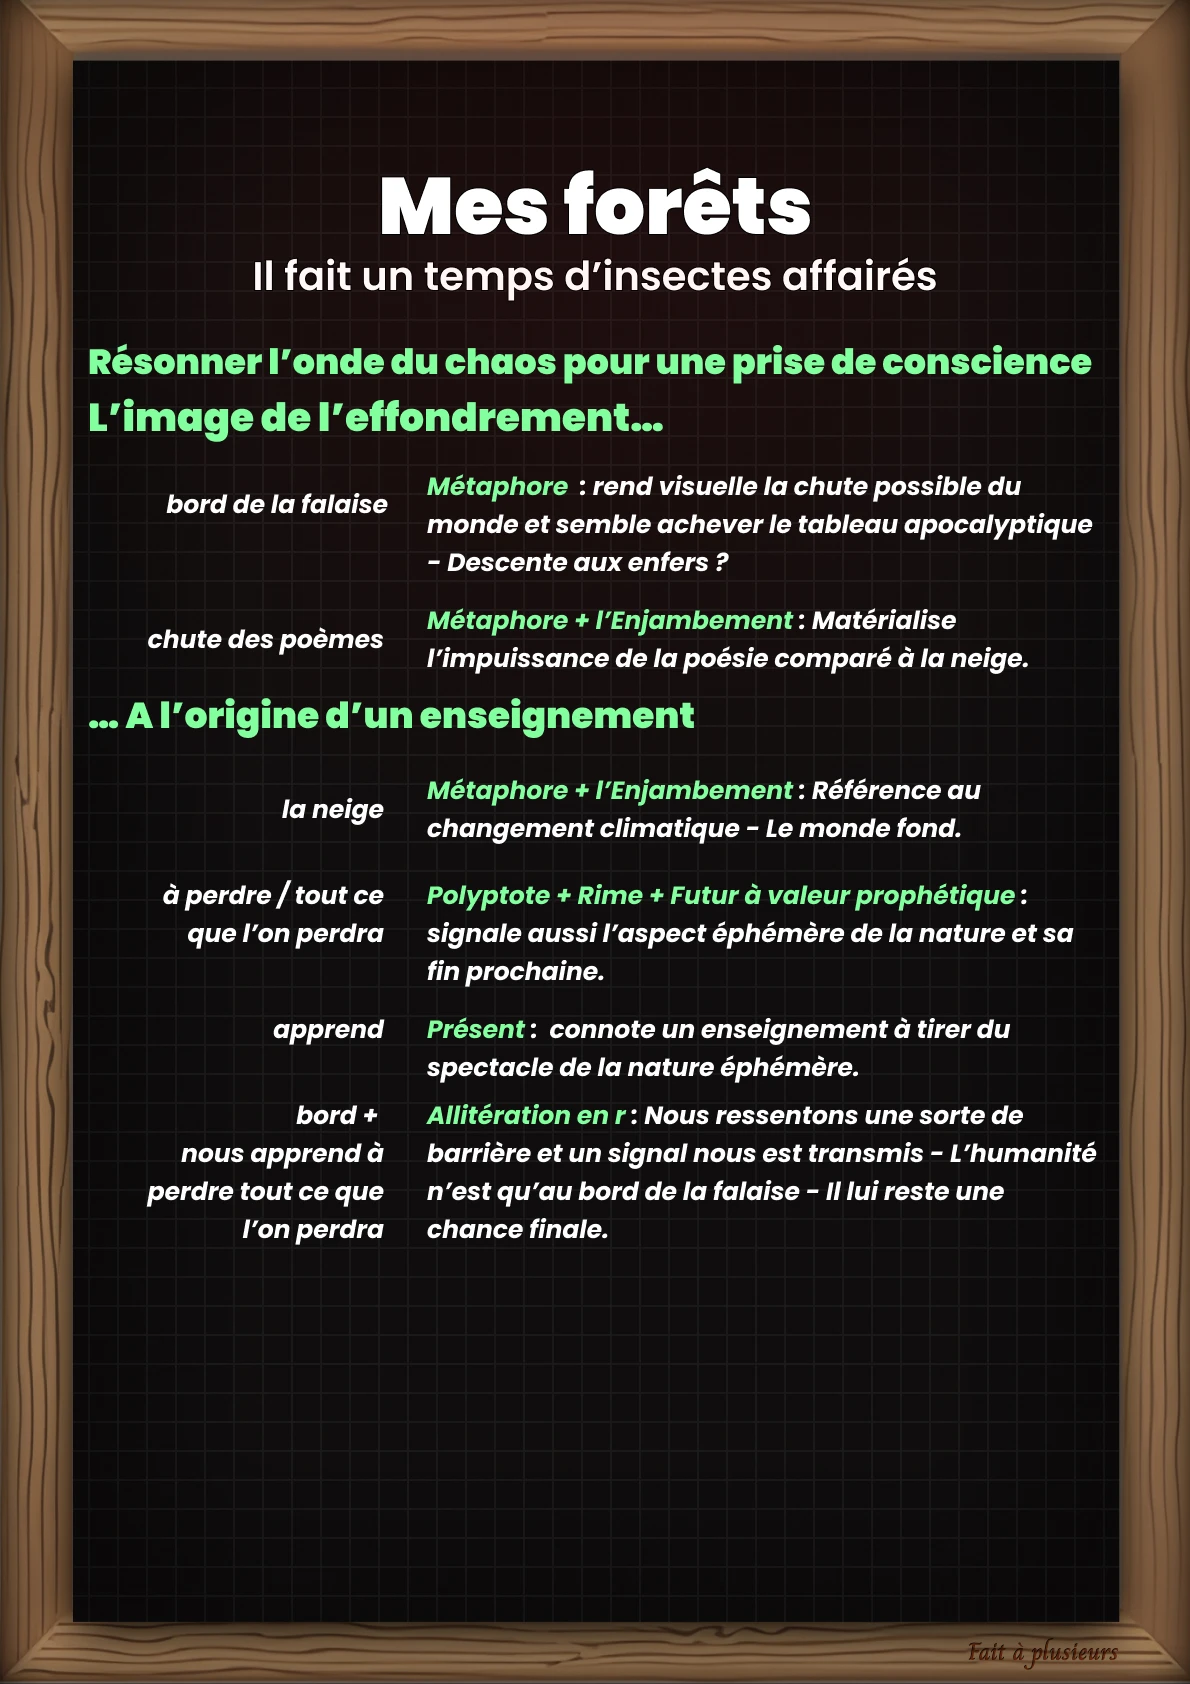 Mes forêts
Il fait un temps d’insectes affairés
Résonner l’onde du chaos pour une prise de conscience
L’image de l’effondrement...
bord de la falaise
Métaphore : rend visuelle la chute possible du
monde et semble achever le tableau apocalyptique
- Descente aux enfers ?
chute des poèmes
Métaphore + l’Enjambement : Matérialise
l’impuissance de la poésie comparé à la neige.
... A l’origine d’un enseignement
la neige
Métaphore + l’Enjambement : Référence au
changement climatique - Le monde fond.
à perdre / tout ce
que l’on perdra
Polyptote + Rime + Futur à valeur prophétique :
signale aussi l’aspect éphémère de la nature et sa
fin prochaine.
apprend
Présent : connote un enseignement à tirer du
spectacle de la nature éphémère.
bord +
nous apprend à
perdre tout ce que
l’on perdra
Allitération en r : Nous ressentons une sorte de
barrière et un signal nous est transmis - L’humanité
n’est qu’au bord de la falaise - Il lui reste une
chance finale.
Fait à plusieurs